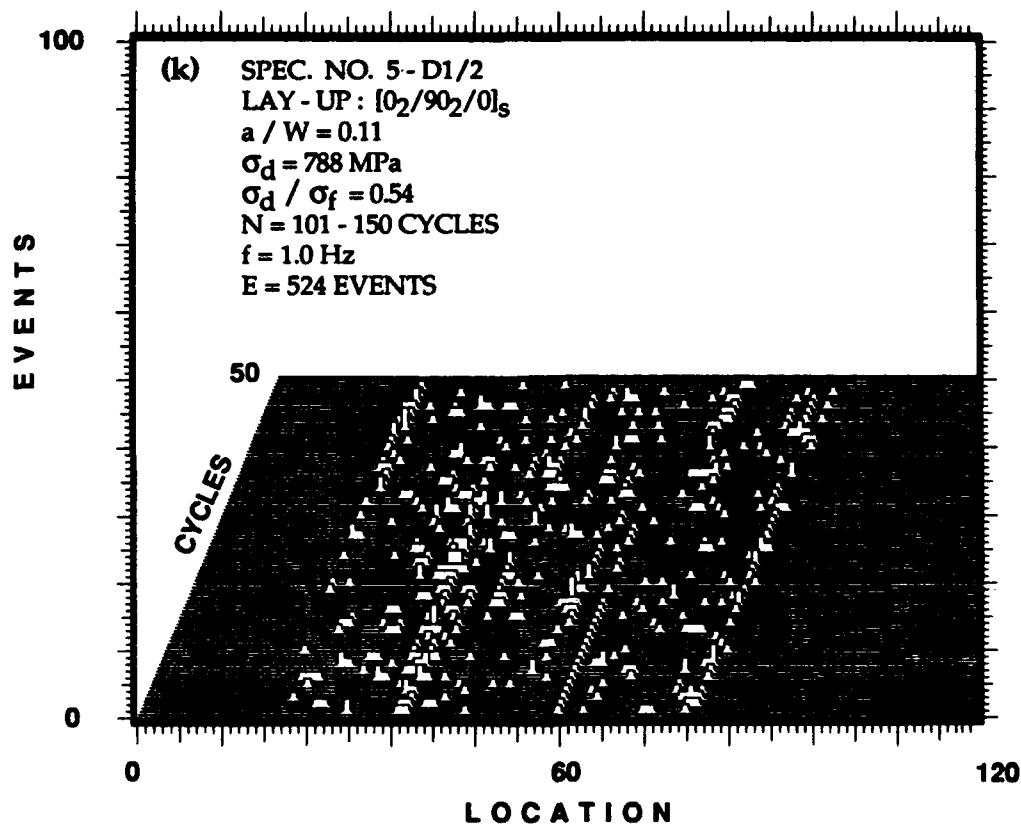 100
(k) SPEC. NO. 5 - D1/2
LAY - UP : [0₂/90₂/0]ₛ
a / W = 0.11
σd = 788 MPa
σd / σf = 0.54
N = 101 - 150 CYCLES
f = 1.0 Hz
E = 524 EVENTS
EVENTS
50
CYCLES
0
0 60 120
LOCATION